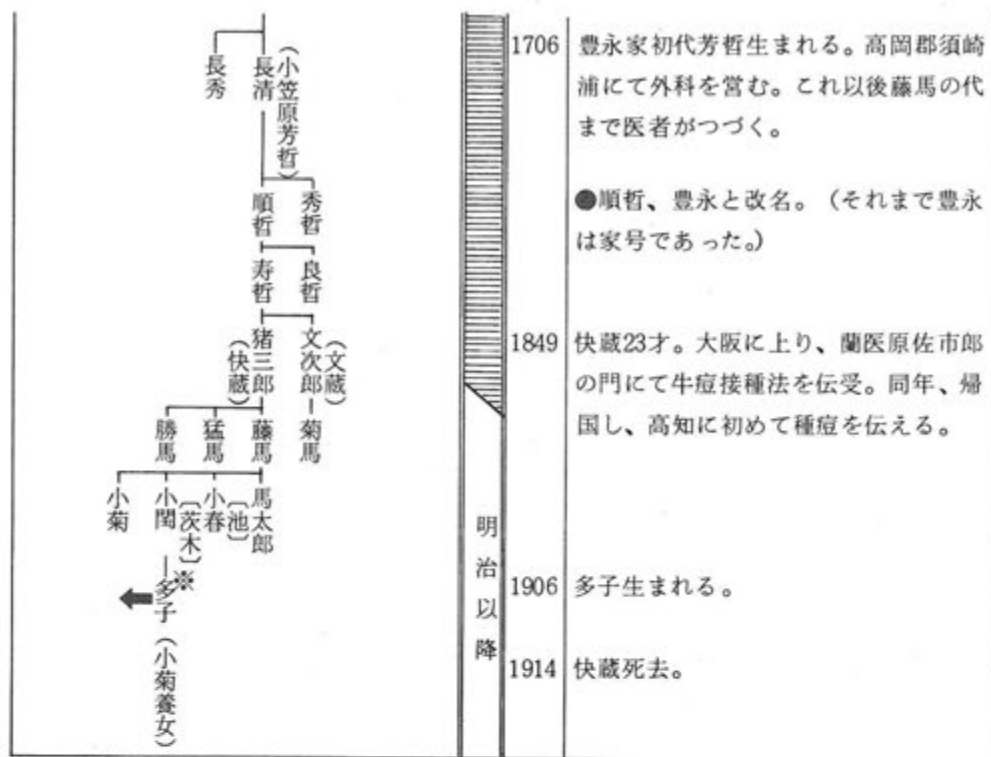 長秀
長清
(小笠原芳哲)
順哲
秀哲
寿哲
良哲
猪三郎
(快蔵)
文次郎―菊馬
(文蔵)
勝馬
猛馬
藤馬
小菊
小閏
〔茨木〕※
小春
〔池〕
馬太郎
―多子(小菊養女)
明治以降
1706 豊永家初代芳哲生まれる。高岡郡須崎
浦にて外科を営む。これ以後藤馬の代
まで医者がつづく。
●順哲、豊永と改名。(それまで豊永
は家号であった。)
1849 快蔵23才。大阪に上り、蘭医原佐市郎
の門にて牛痘接種法を伝受。同年、帰
国し、高知に初めて種痘を伝える。
1906 多子生まれる。
1914 快蔵死去。